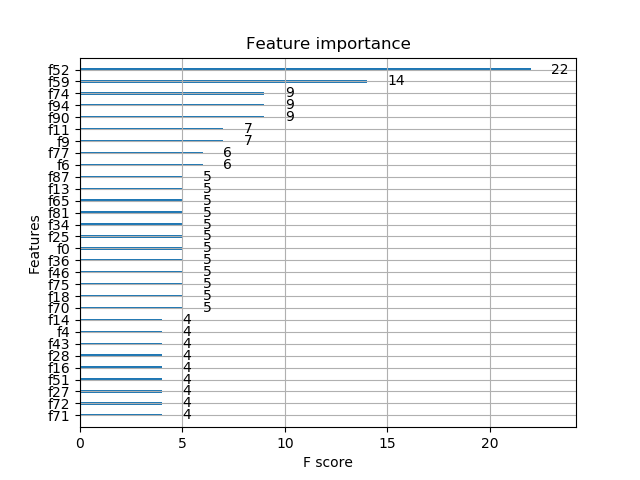 Feature importance
f52 22
f59 14
f74 9
f94 9
f90 9
f11 7
f9 7
f77 6
f6 6
f87 5
f13 5
f65 5
f81 5
f34 5
f25 5
f0 5
f36 5
f46 5
f75 5
f18 5
f70 5
f14 4
f4 4
f43 4
f28 4
f16 4
f51 4
f27 4
f72 4
f71 4
Features
0 5 10 15 20
F score